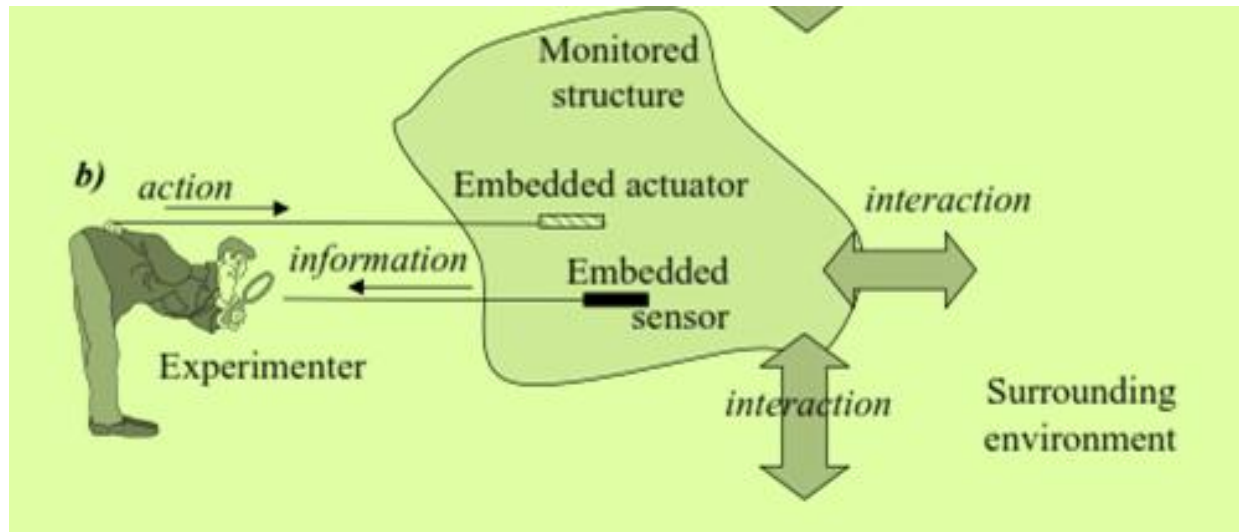 Monitored
structure
b)
action
Embedded actuator
interaction
information
Embedded
sensor
Experimenter
interaction
Surrounding
environment